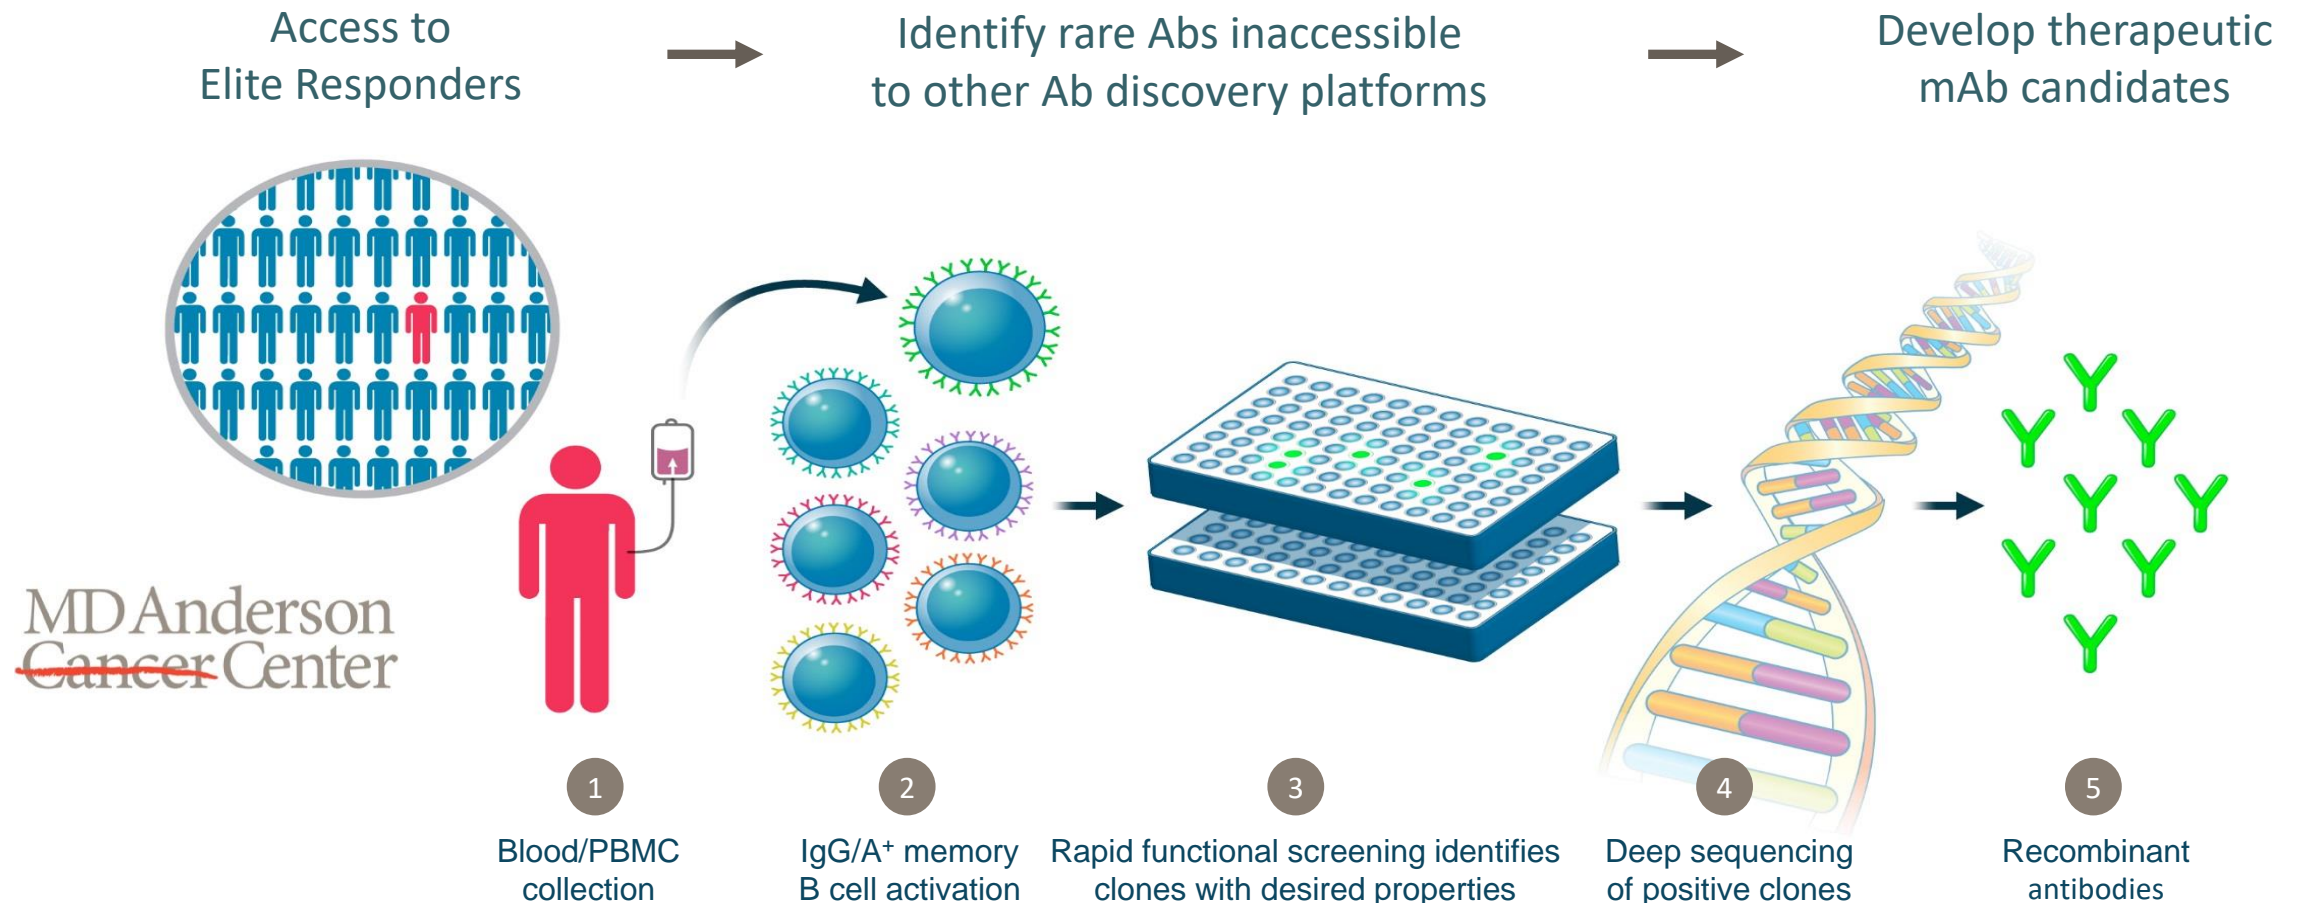 Access to
Elite Responders
Identify rare Abs inaccessible
to other Ab discovery platforms
Develop therapeutic
mAb candidates
MD Anderson
Cancer Center
1
Blood/PBMC
collection
2
IgG/A⁺ memory
B cell activation
3
Rapid functional screening identifies
clones with desired properties
4
Deep sequencing
of positive clones
5
Recombinant
antibodies